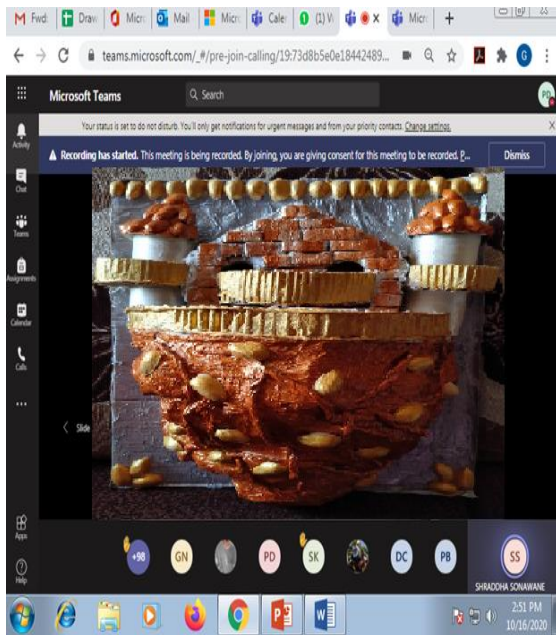 Fwd:
Draw
Micr
Mail
Micr
Caler
(1) W
Micr
teams.microsoft.com/_#/pre-join-calling/19:73d8b5e0e18442489...
G
Microsoft Teams
Search
PD
Your status is set to do not disturb. You'll only get notifications for urgent messages and from your priority contacts. Change settings.
Recording has started. This meeting is being recorded. By joining, you are giving consent for this meeting to be recorded. P...
Dismiss
Activity
Chat
Teams
Assignments
Calendar
Calls
Slide
Apps
Help
+98
GN
PD
SK
DC
PB
SS
SHRADDHA SONAWANE
2:51 PM
10/16/2020